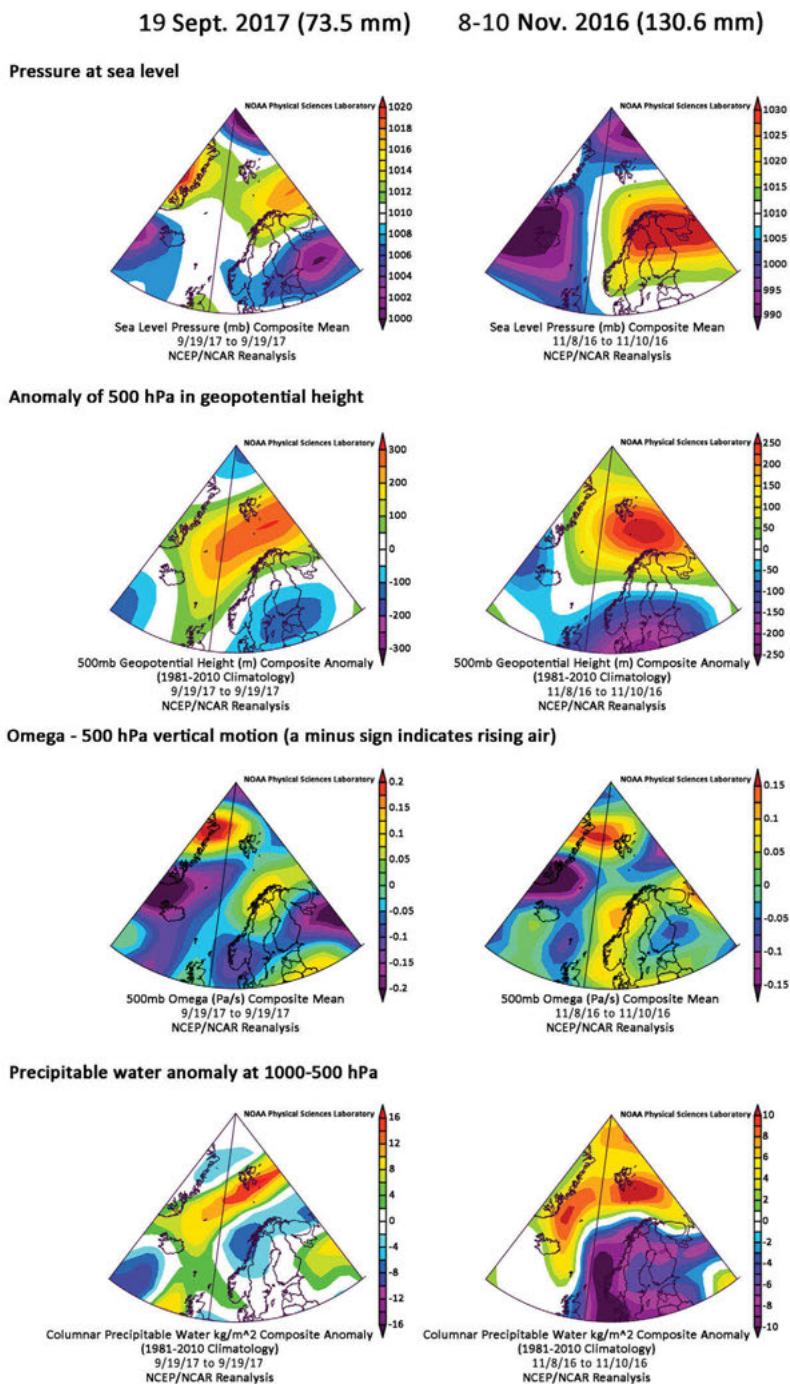 19 Sept. 2017 (73.5 mm)
8-10 Nov. 2016 (130.6 mm)
Pressure at sea level
NOAA Physical Sciences Laboratory
1020
1018
1016
1014
1012
1010
1008
1006
1004
1002
1000
Sea Level Pressure (mb) Composite Mean
9/19/17 to 9/19/17
NCEP/NCAR Reanalysis
NOAA Physical Sciences Laboratory
1030
1025
1020
1015
1010
1005
1000
995
990
Sea Level Pressure (mb) Composite Mean
11/8/16 to 11/10/16
NCEP/NCAR Reanalysis
Anomaly of 500 hPa in geopotential height
NOAA Physical Sciences Laboratory
300
200
100
0
-100
-200
-300
500mb Geopotential Height (m) Composite Anomaly
(1981-2010 Climatology)
9/19/17 to 9/19/17
NCEP/NCAR Reanalysis
NOAA Physical Sciences Laboratory
250
200
150
100
50
0
-50
-100
-150
-200
-250
500mb Geopotential Height (m) Composite Anomaly
(1981-2010 Climatology)
11/8/16 to 11/10/16
NCEP/NCAR Reanalysis
Omega - 500 hPa vertical motion (a minus sign indicates rising air)
NOAA Physical Sciences Laboratory
0.2
0.15
0.1
0.05
0
-0.05
-0.1
-0.15
-0.2
500mb Omega (Pa/s) Composite Mean
9/19/17 to 9/19/17
NCEP/NCAR Reanalysis
NOAA Physical Sciences Laboratory
0.15
0.1
0.05
0
-0.05
-0.1
-0.15
500mb Omega (Pa/s) Composite Mean
11/8/16 to 11/10/16
NCEP/NCAR Reanalysis
Precipitable water anomaly at 1000-500 hPa
NOAA Physical Sciences Laboratory
16
12
8
4
0
-4
-8
-12
-16
Columnar Precipitable Water kg/m^2 Composite Anomaly
(1981-2010 Climatology)
9/19/17 to 9/19/17
NCEP/NCAR Reanalysis
NOAA Physical Sciences Laboratory
10
8
6
4
2
0
-2
-4
-6
-8
-10
Columnar Precipitable Water kg/m^2 Composite Anomaly
(1981-2010 Climatology)
11/8/16 to 11/10/16
NCEP/NCAR Reanalysis